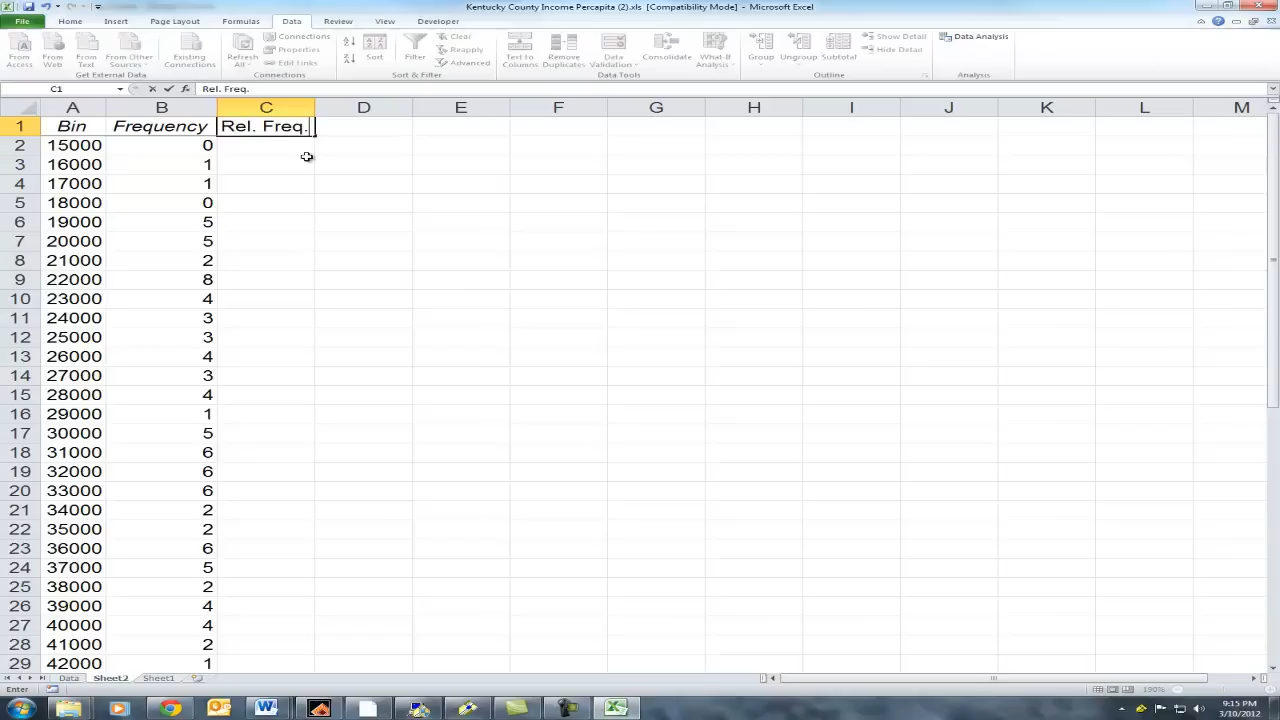 Kentucky County Income Percapita (2).xls [Compatibility Mode] - Microsoft Excel
File Home Insert Page Layout Formulas Data Review View Developer
From Access
From Web
From Text
From Other Sources
Existing Connections
Get External Data
Refresh All
Connections
Properties
Edit Links
Connections
Sort
Filter
Clear
Reapply
Advanced
Sort & Filter
Text to Columns
Remove Duplicates
Data Validation
Consolidate
What-If Analysis
Data Tools
Group
Ungroup
Subtotal
Show Detail
Hide Detail
Outline
Data Analysis
Analysis
C1 Rel. Freq.
A B C D E F G H I J K L M
1 Bin Frequency Rel. Freq.
2 15000 0
3 16000 1
4 17000 1
5 18000 0
6 19000 5
7 20000 5
8 21000 2
9 22000 8
10 23000 4
11 24000 3
12 25000 3
13 26000 4
14 27000 3
15 28000 4
16 29000 1
17 30000 5
18 31000 6
19 32000 6
20 33000 6
21 34000 2
22 35000 2
23 36000 6
24 37000 5
25 38000 2
26 39000 4
27 40000 4
28 41000 2
29 42000 1
Data Sheet2 Sheet1
Enter 190%
9:15 PM
3/10/2012